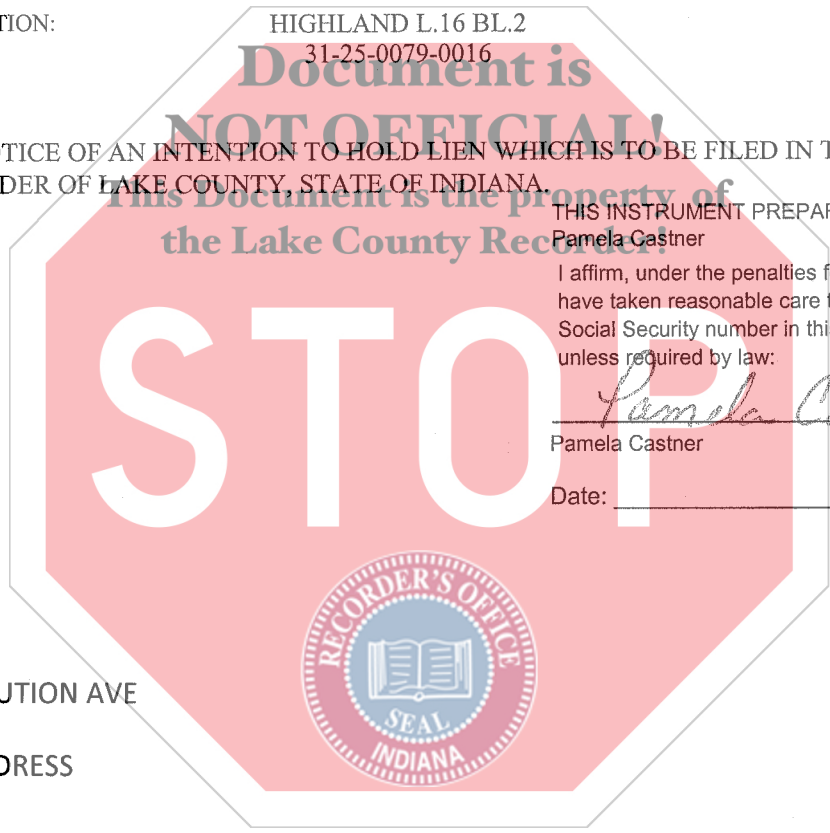 TION:
HIGHLAND L.16 BL.2
31-25-0079-0016
Document is
NOT OFFICIAL!
TICE OF AN INTENTION TO HOLD LIEN WHICH IS TO BE FILED IN T
DER OF LAKE COUNTY, STATE OF INDIANA.
This Document is the property of
the Lake County Recorder!
THIS INSTRUMENT PREPAR
Pamela Castner
I affirm, under the penalties f
have taken reasonable care t
Social Security number in thi
unless required by law:
Pamela C
Pamela Castner
Date:
STOP
RECORDER'S OFFICE
SEAL
INDIANA
UTION AVE
DRESS